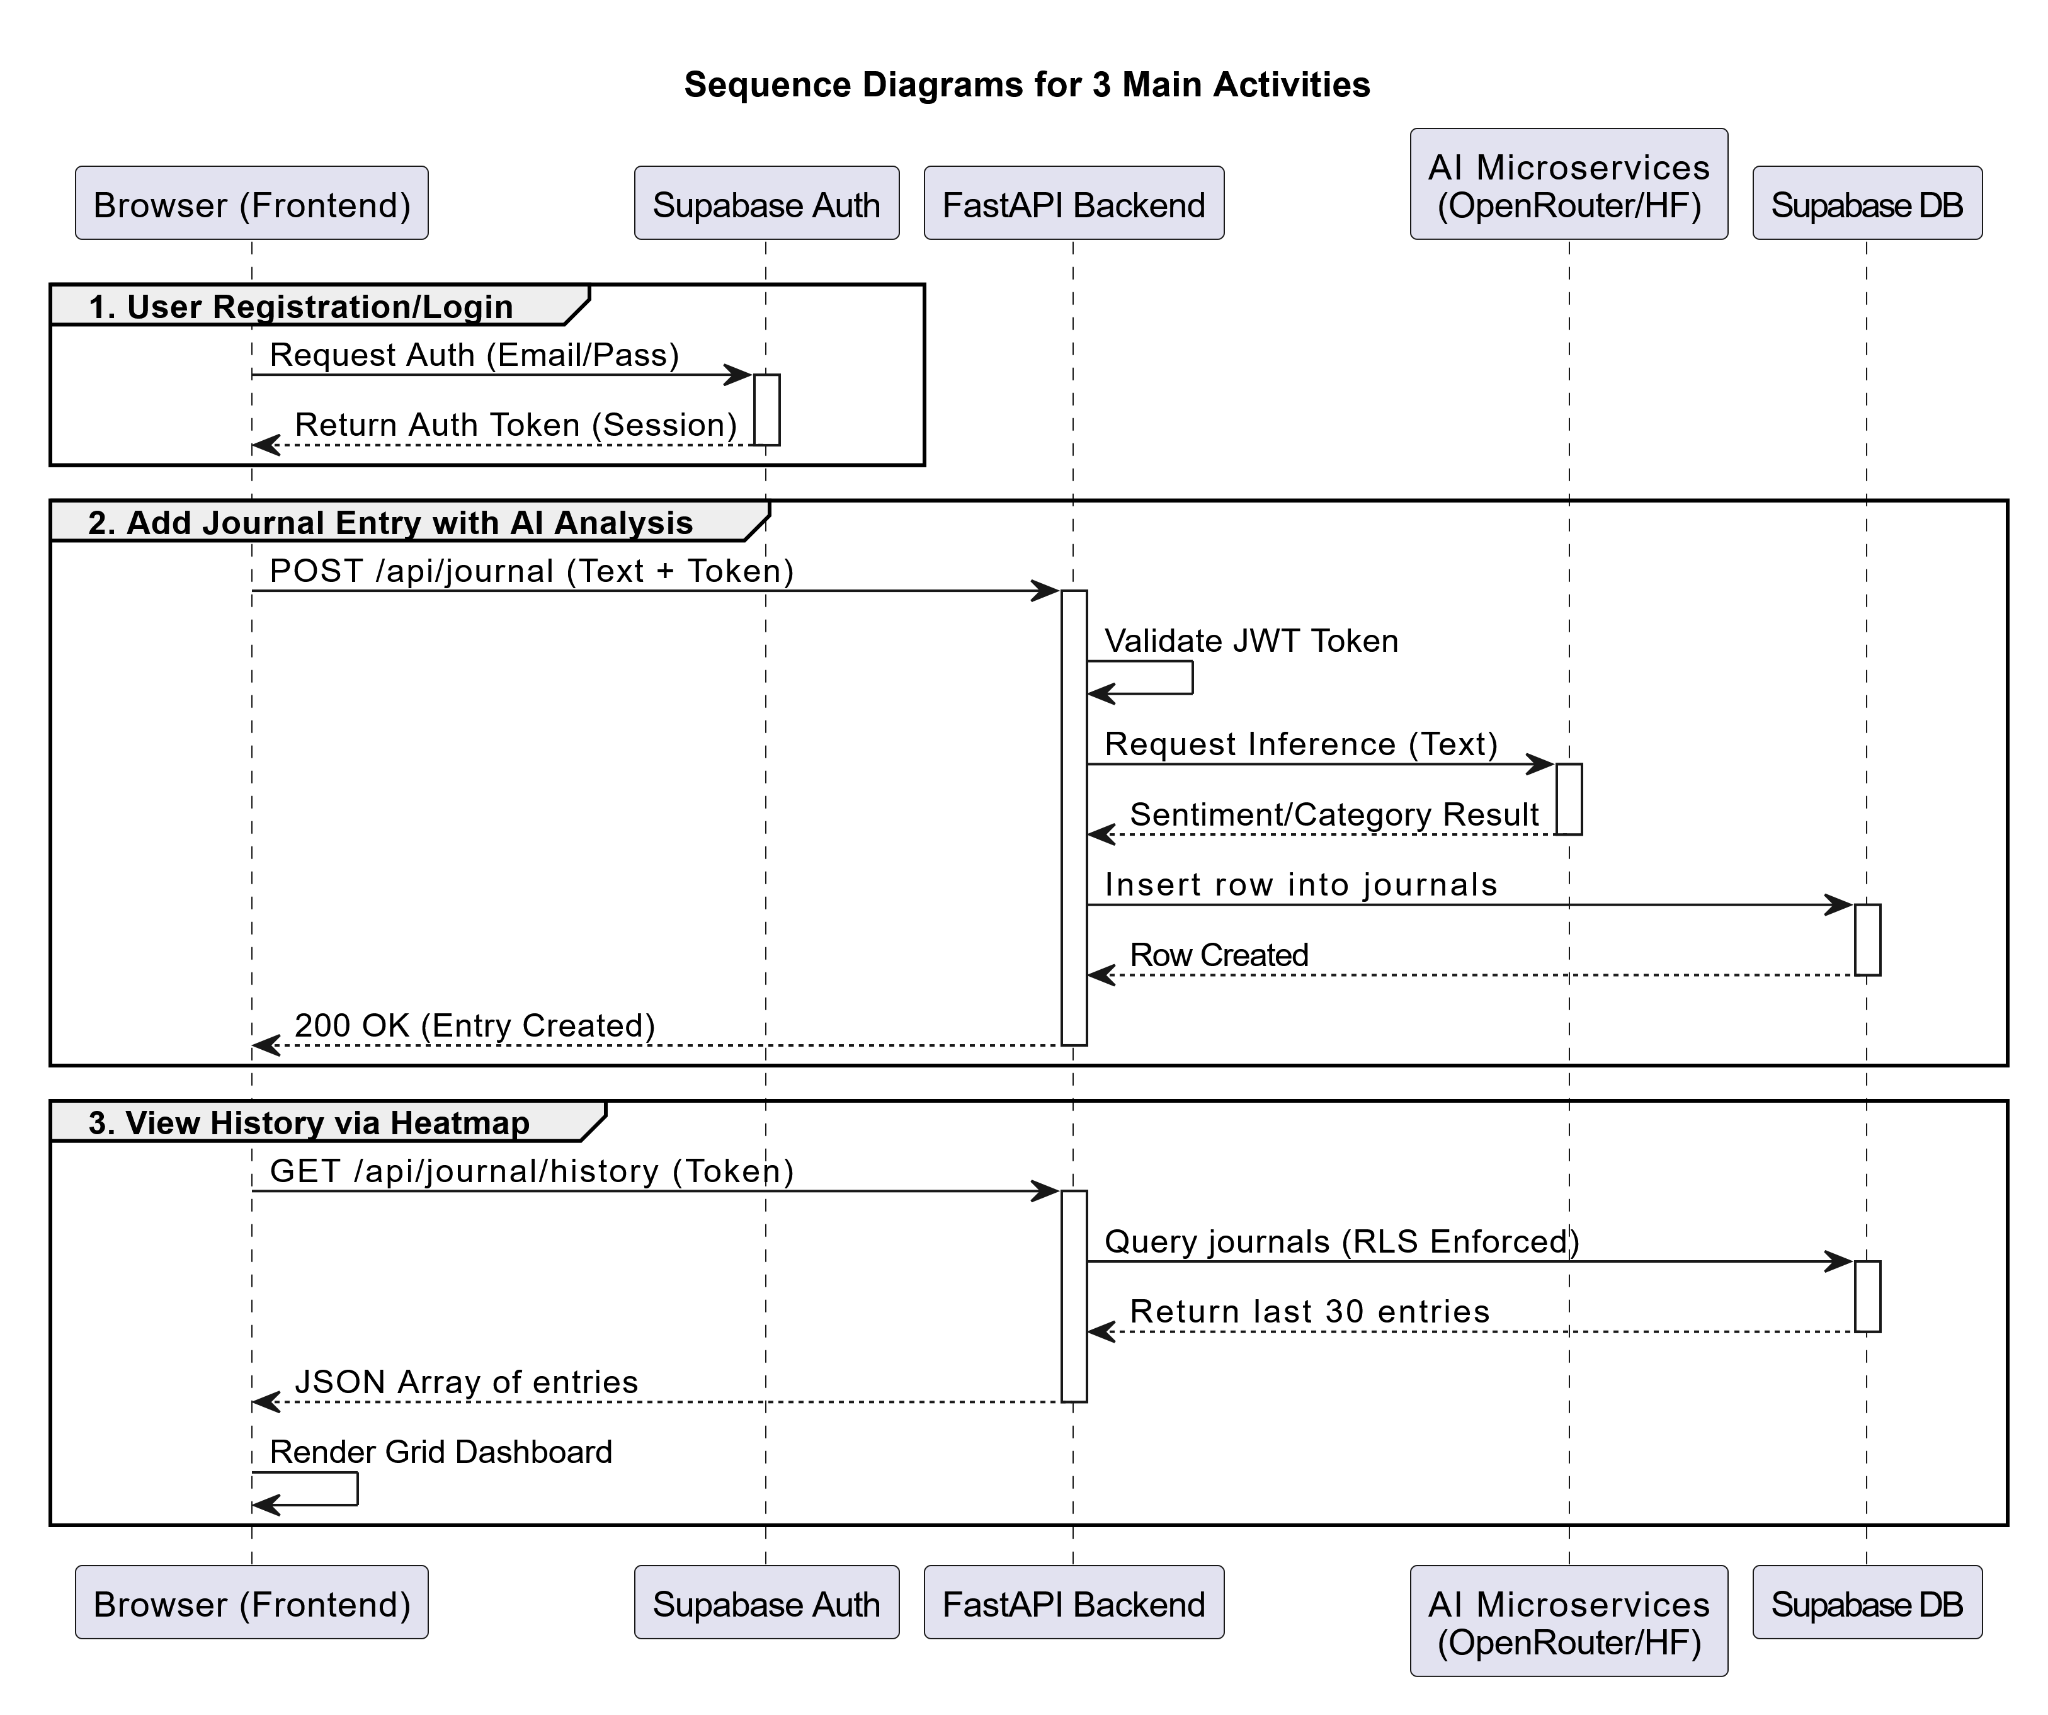 Sequence Diagrams for 3 Main Activities
Browser (Frontend)
Supabase Auth
FastAPI Backend
AI Microservices
(OpenRouter/HF)
Supabase DB
1. User Registration/Login
Request Auth (Email/Pass)
Return Auth Token (Session)
2. Add Journal Entry with AI Analysis
POST /api/journal (Text + Token)
Validate JWT Token
Request Inference (Text)
Sentiment/Category Result
Insert row into journals
Row Created
200 OK (Entry Created)
3. View History via Heatmap
GET /api/journal/history (Token)
Query journals (RLS Enforced)
Return last 30 entries
JSON Array of entries
Render Grid Dashboard
Browser (Frontend)
Supabase Auth
FastAPI Backend
AI Microservices
(OpenRouter/HF)
Supabase DB